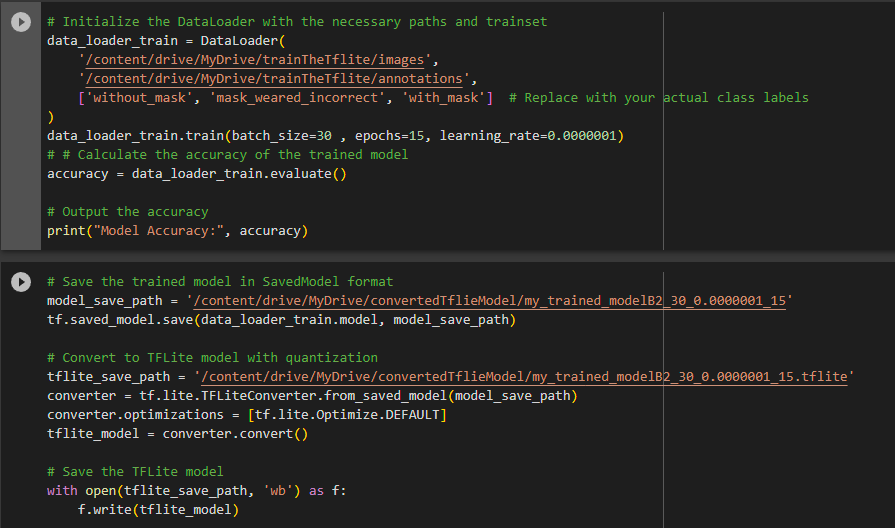 # Initialize the DataLoader with the necessary paths and trainset
data_loader_train = DataLoader(
    '/content/drive/MyDrive/trainTheTflite/images',
    '/content/drive/MyDrive/trainTheTflite/annotations',
    ['without_mask', 'mask_weared_incorrect', 'with_mask']  # Replace with your actual class labels
)
data_loader_train.train(batch_size=30 , epochs=15, learning_rate=0.0000001)
# # Calculate the accuracy of the trained model
accuracy = data_loader_train.evaluate()

# Output the accuracy
print("Model Accuracy:", accuracy)

# Save the trained model in SavedModel format
model_save_path = '/content/drive/MyDrive/convertedTflieModel/my_trained_modelB2_30_0.0000001_15'
tf.saved_model.save(data_loader_train.model, model_save_path)

# Convert to TFLite model with quantization
tflite_save_path = '/content/drive/MyDrive/convertedTflieModel/my_trained_modelB2_30_0.0000001_15.tflite'
converter = tf.lite.TFLiteConverter.from_saved_model(model_save_path)
converter.optimizations = [tf.lite.Optimize.DEFAULT]
tflite_model = converter.convert()

# Save the TFLite model
with open(tflite_save_path, 'wb') as f:
    f.write(tflite_model)